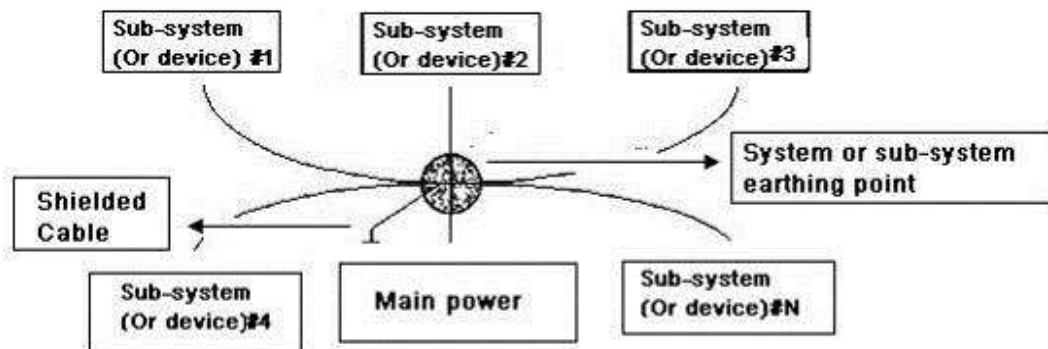 Sub-system
(Or device) #1
Sub-system
(Or device)#2
Sub-system
(Or device)#3
System or sub-system
earthing point
Shielded
Cable
Sub-system
(Or device)#4
Main power
Sub-system
(Or device)#N